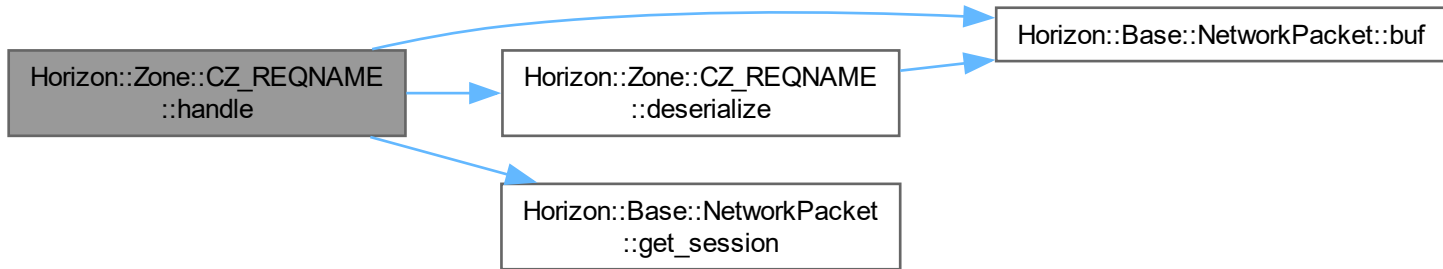 Horizon::Zone::CZ_REQNAME
::handle
Horizon::Zone::CZ_REQNAME
::deserialize
Horizon::Base::NetworkPacket::buf
Horizon::Base::NetworkPacket
::get_session